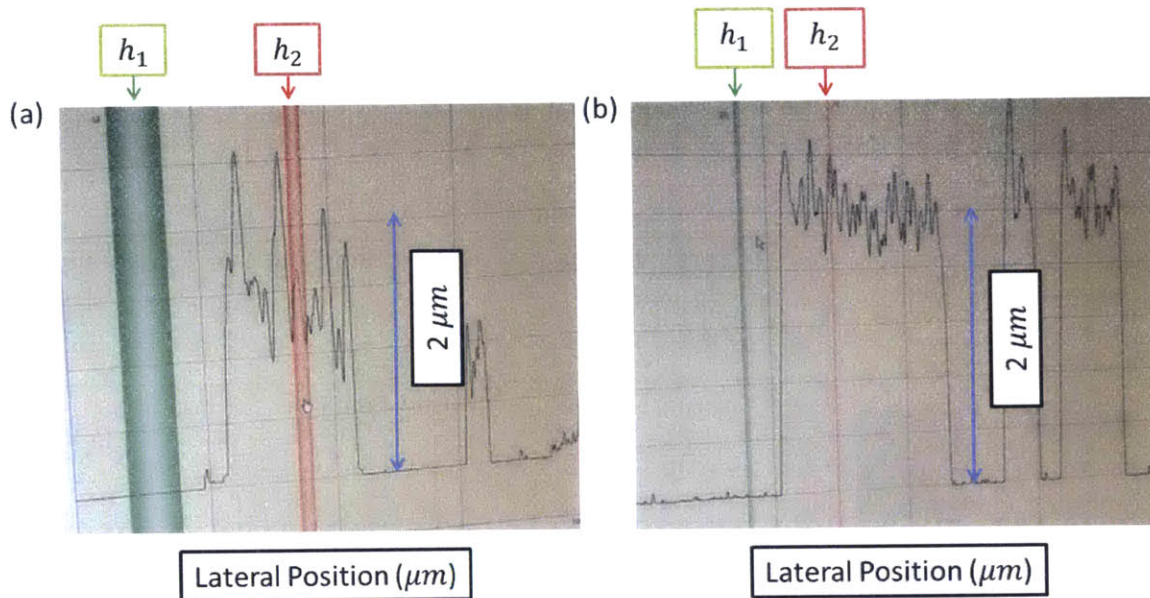 h₁
h₂
(a)
2 μm
Lateral Position (μm)
h₁
h₂
(b)
2 μm
Lateral Position (μm)